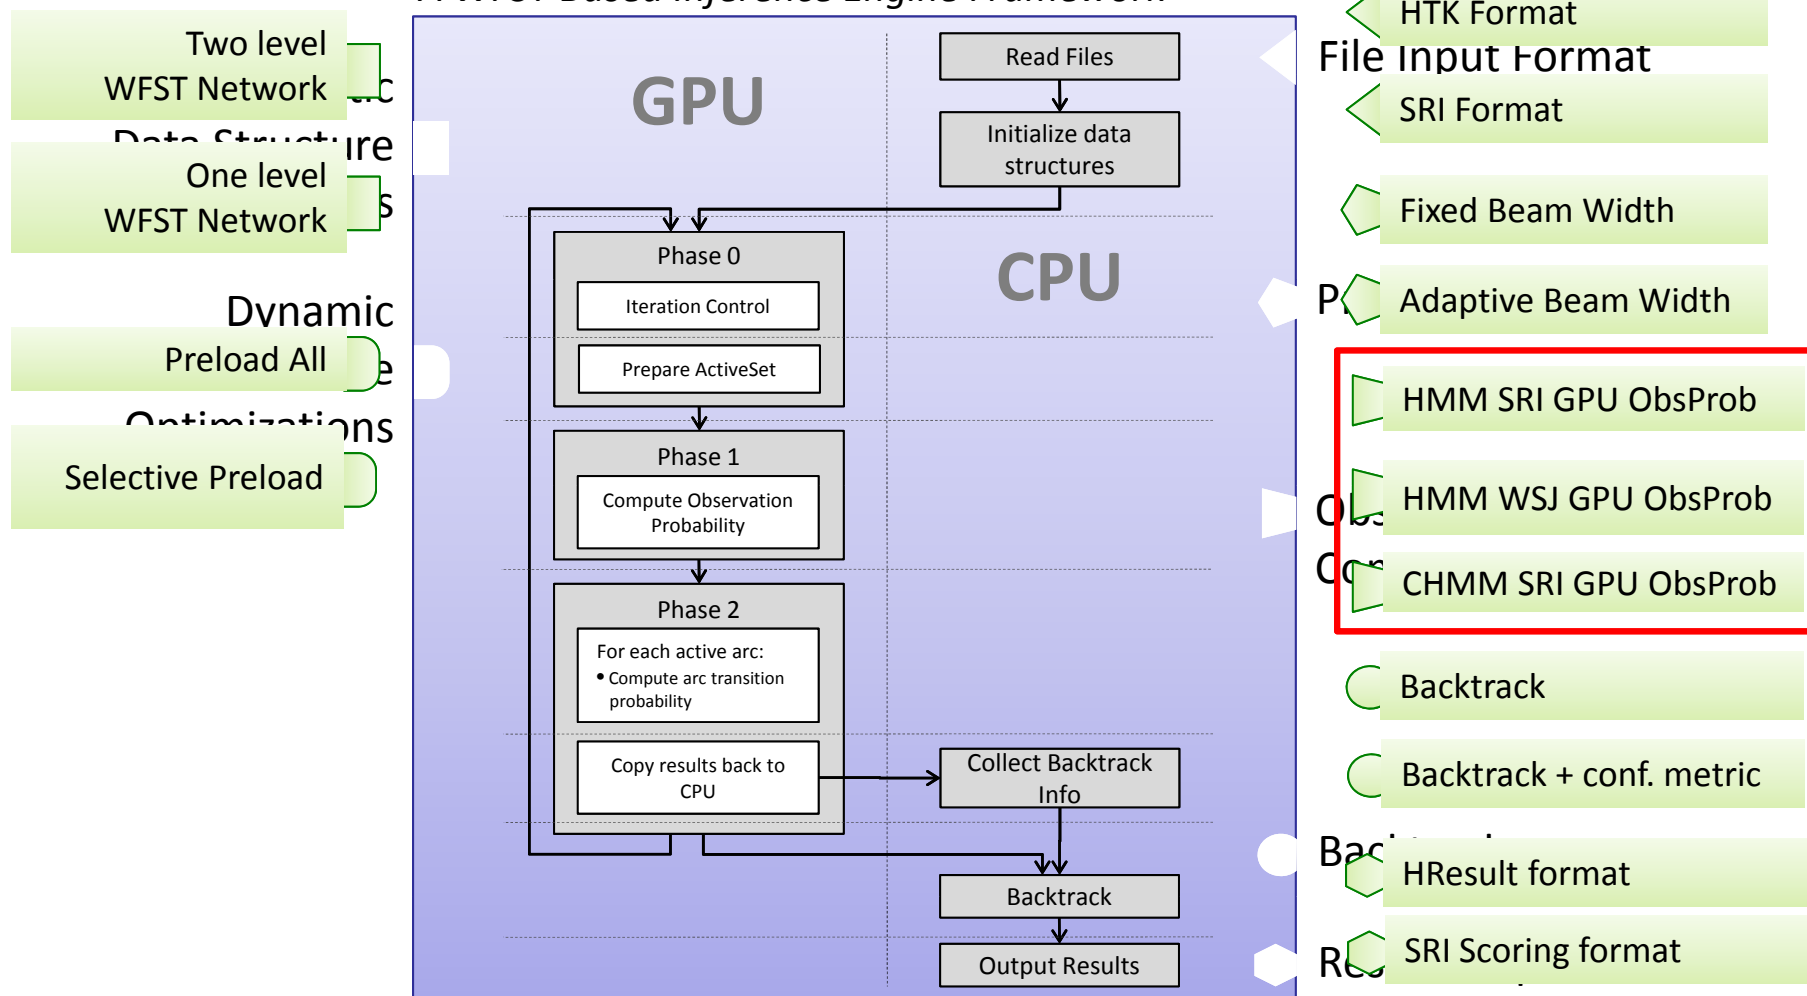 Two level
WFST Network
One level
WFST Network
Dynamic
Preload All
Optimizations
Selective Preload
GPU
CPU
Read Files
Initialize data
structures
Phase 0
Iteration Control
Prepare ActiveSet
Phase 1
Compute Observation
Probability
Phase 2
For each active arc:
• Compute arc transition
probability
Copy results back to
CPU
Collect Backtrack
Info
Backtrack
Output Results
HTK Format
File Input Format
SRI Format
Fixed Beam Width
Adaptive Beam Width
HMM SRI GPU ObsProb
HMM WSJ GPU ObsProb
CHMM SRI GPU ObsProb
Backtrack
Backtrack + conf. metric
HResult format
SRI Scoring format